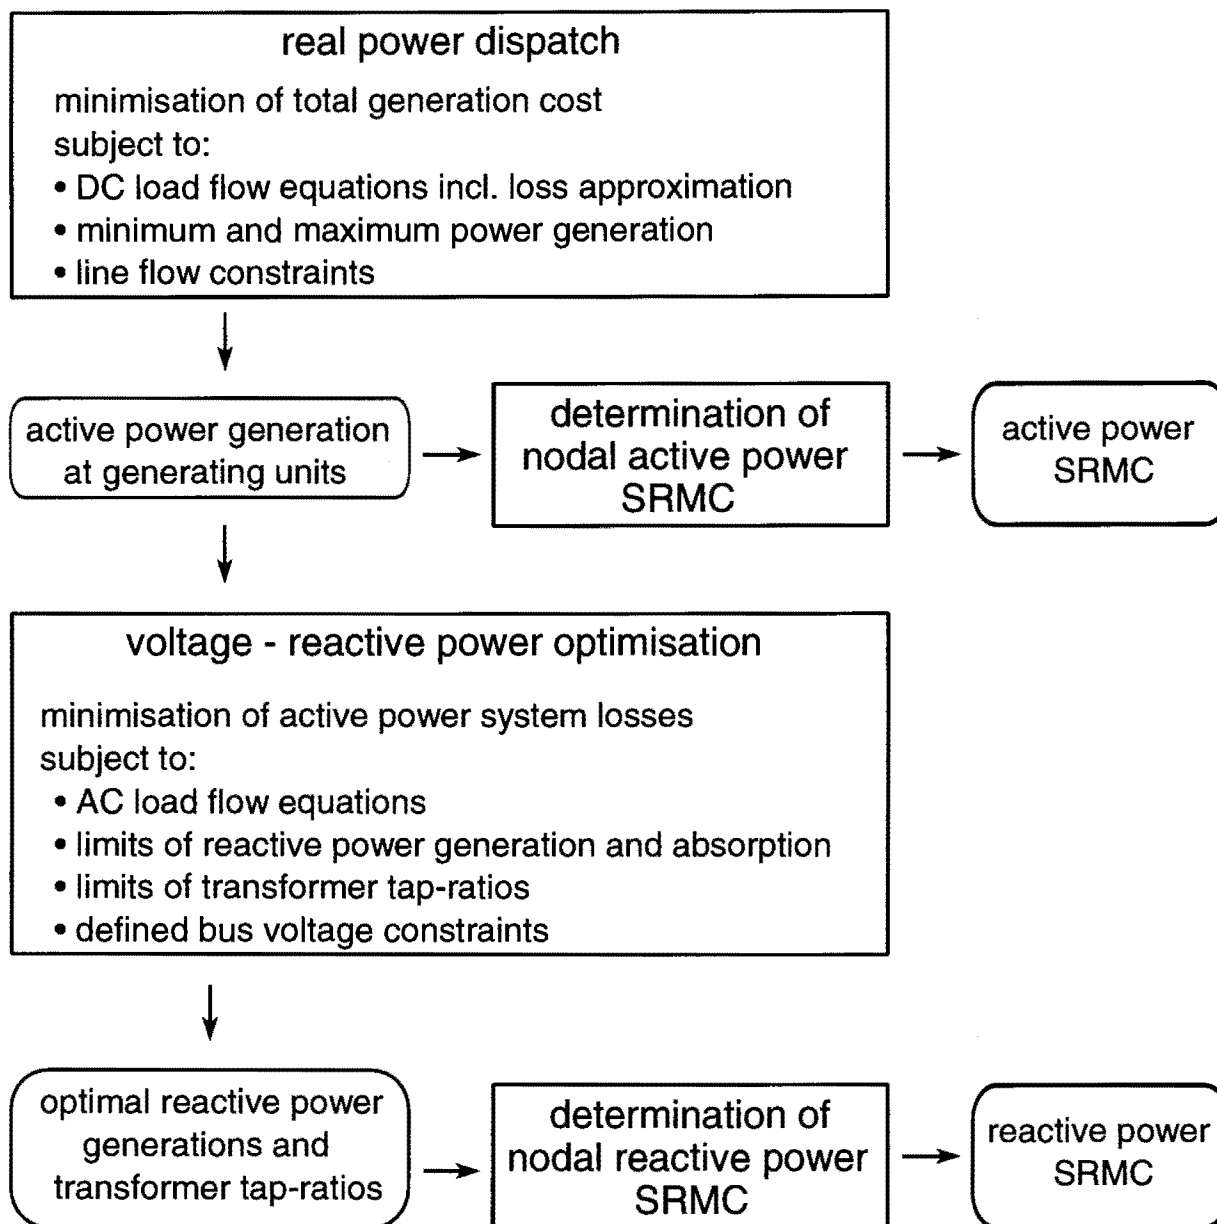 real power dispatch
minimisation of total generation cost
subject to:
• DC load flow equations incl. loss approximation
• minimum and maximum power generation
• line flow constraints
active power generation
at generating units
determination of
nodal active power
SRMC
active power
SRMC
voltage - reactive power optimisation
minimisation of active power system losses
subject to:
• AC load flow equations
• limits of reactive power generation and absorption
• limits of transformer tap-ratios
• defined bus voltage constraints
optimal reactive power
generations and
transformer tap-ratios
determination of
nodal reactive power
SRMC
reactive power
SRMC